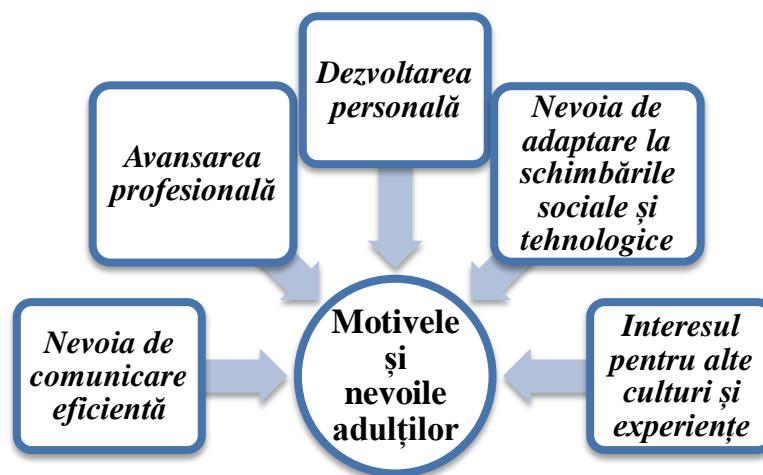 Dezvoltarea
personală
Avansarea
profesională
Nevoia de
adaptare la
schimbările
sociale și
tehnologice
Nevoia de
comunicare
eficientă
Motivele
și
nevoile
adulților
Interesul
pentru alte
culturi și
experiențe